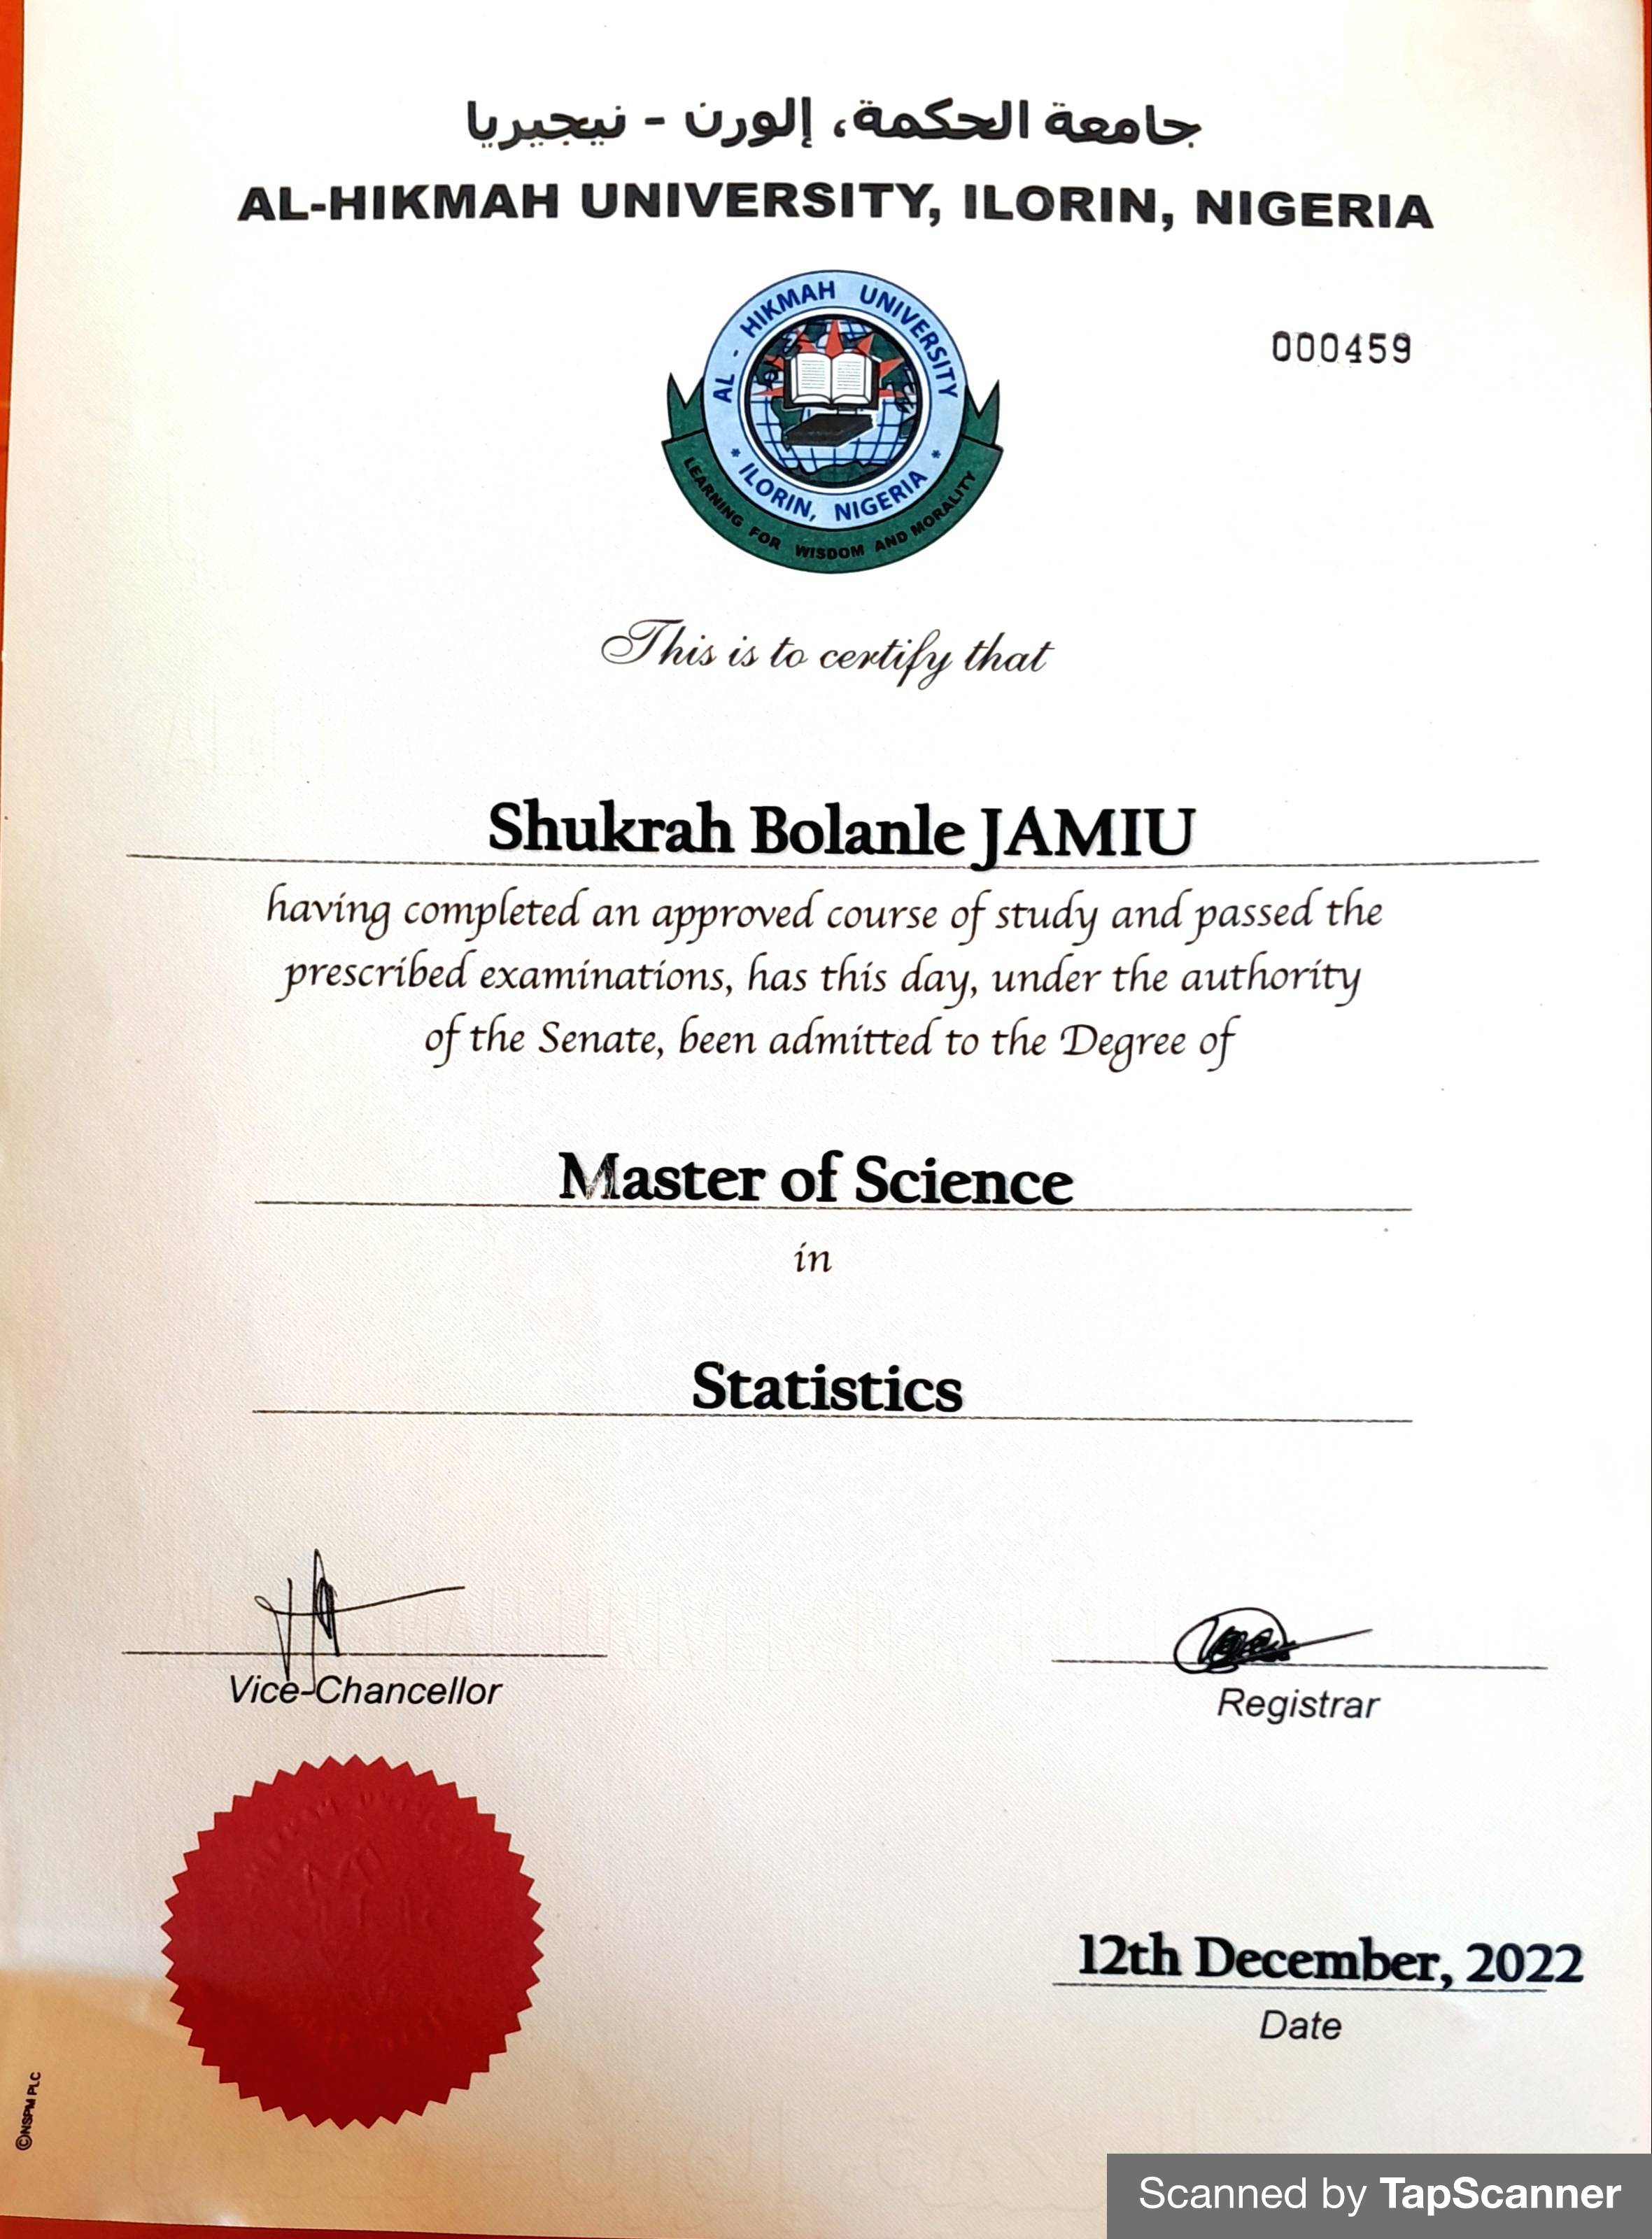 جامعة الحكمة، إلورن - نيجيريا
AL-HIKMAH UNIVERSITY, ILORIN, NIGERIA
AL - HIKMAH UNIVERSITY
* ILORIN, NIGERIA *
LEARNING FOR WISDOM AND MORALITY
000459
This is to certify that
Shukrah Bolanle JAMIU
having completed an approved course of study and passed the
prescribed examinations, has this day, under the authority
of the Senate, been admitted to the Degree of
Master of Science
in
Statistics
Vice-Chancellor
Registrar
12th December, 2022
Date
©NSPM PLC
Scanned by TapScanner